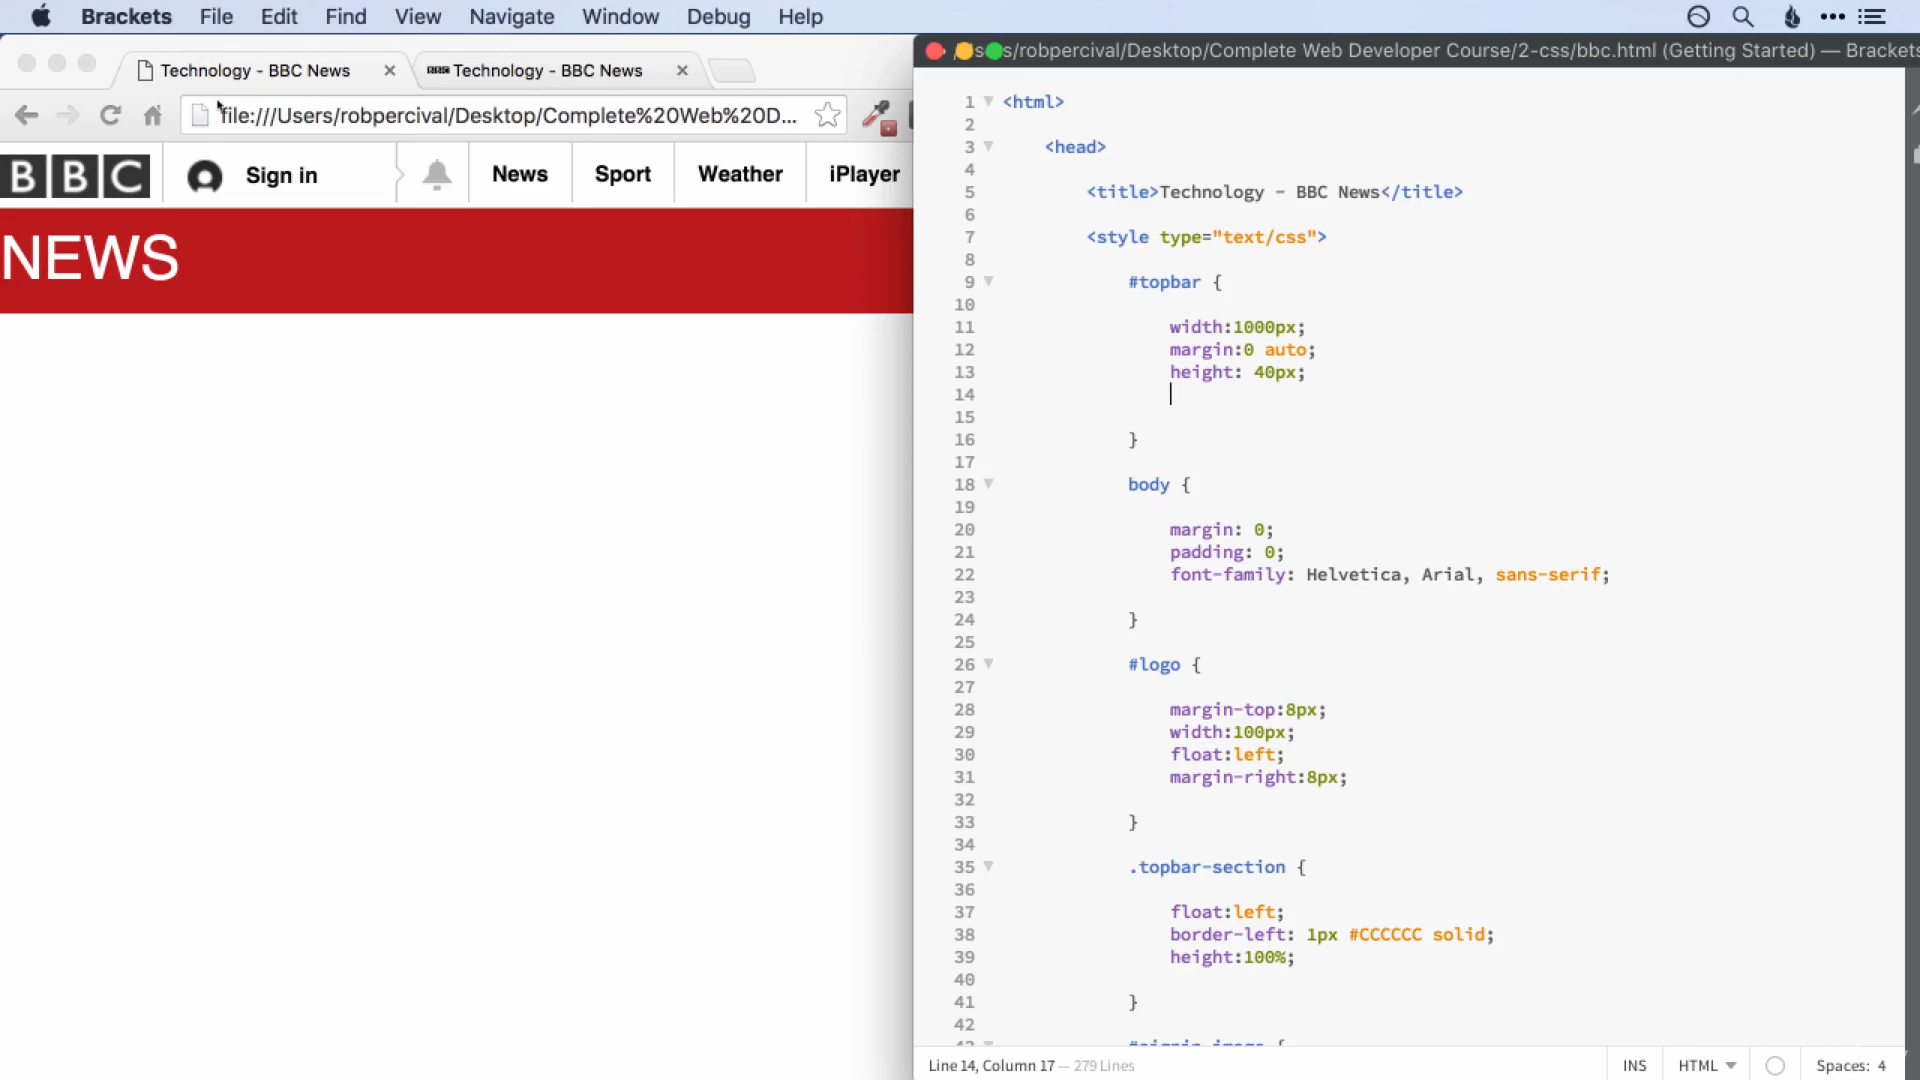 Brackets File Edit Find View Navigate Window Debug Help
Technology - BBC News
BBC Technology - BBC News
s/robpercival/Desktop/Complete Web Developer Course/2-css/bbc.html (Getting Started) — Brackets
file:///Users/robpercival/Desktop/Complete%20Web%20D...
BBC Sign in News Sport Weather iPlayer
NEWS
1 <html>
2
3 <head>
4
5 <title>Technology - BBC News</title>
6
7 <style type="text/css">
8
9 #topbar {
10
11 width:1000px;
12 margin:0 auto;
13 height: 40px;
14
15
16 }
17
18 body {
19
20 margin: 0;
21 padding: 0;
22 font-family: Helvetica, Arial, sans-serif;
23
24 }
25
26 #logo {
27
28 margin-top:8px;
29 width:100px;
30 float:left;
31 margin-right:8px;
32
33 }
34
35 .topbar-section {
36
37 float:left;
38 border-left: 1px #CCCCCC solid;
39 height:100%;
40
41 }
42
Line 14, Column 17 — 279 Lines
INS HTML Spaces: 4